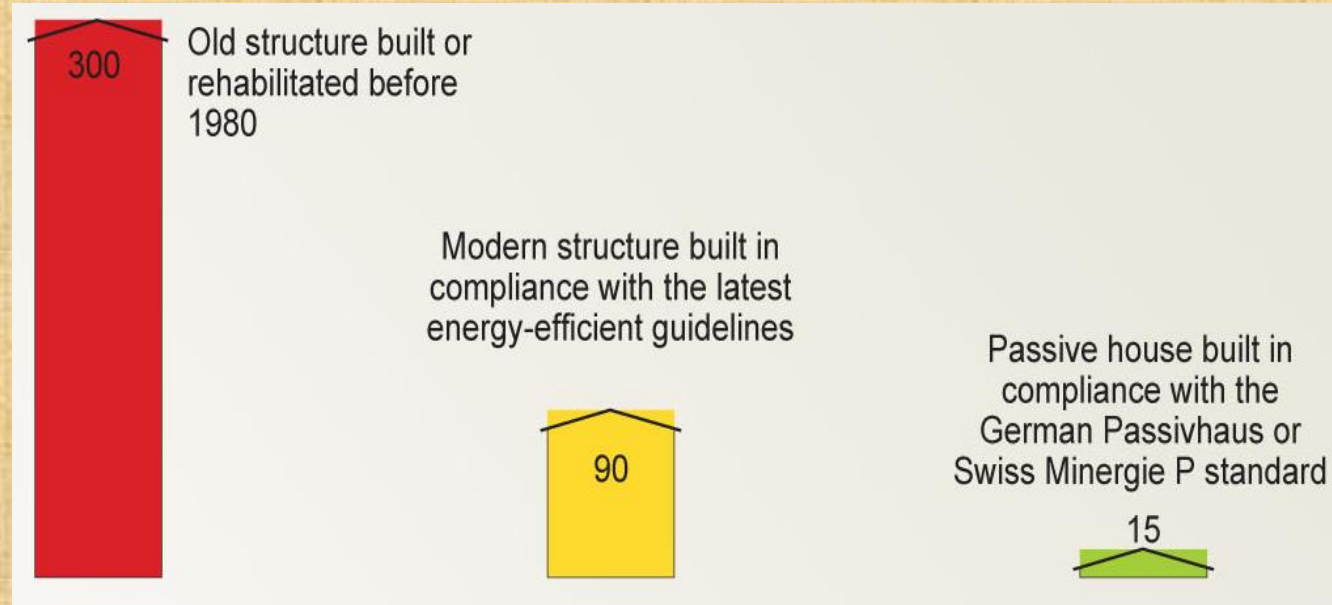 300
Old structure built or
rehabilitated before
1980
Modern structure built in
compliance with the latest
energy-efficient guidelines
90
Passive house built in
compliance with the
German Passivhaus or
Swiss Minergie P standard
15